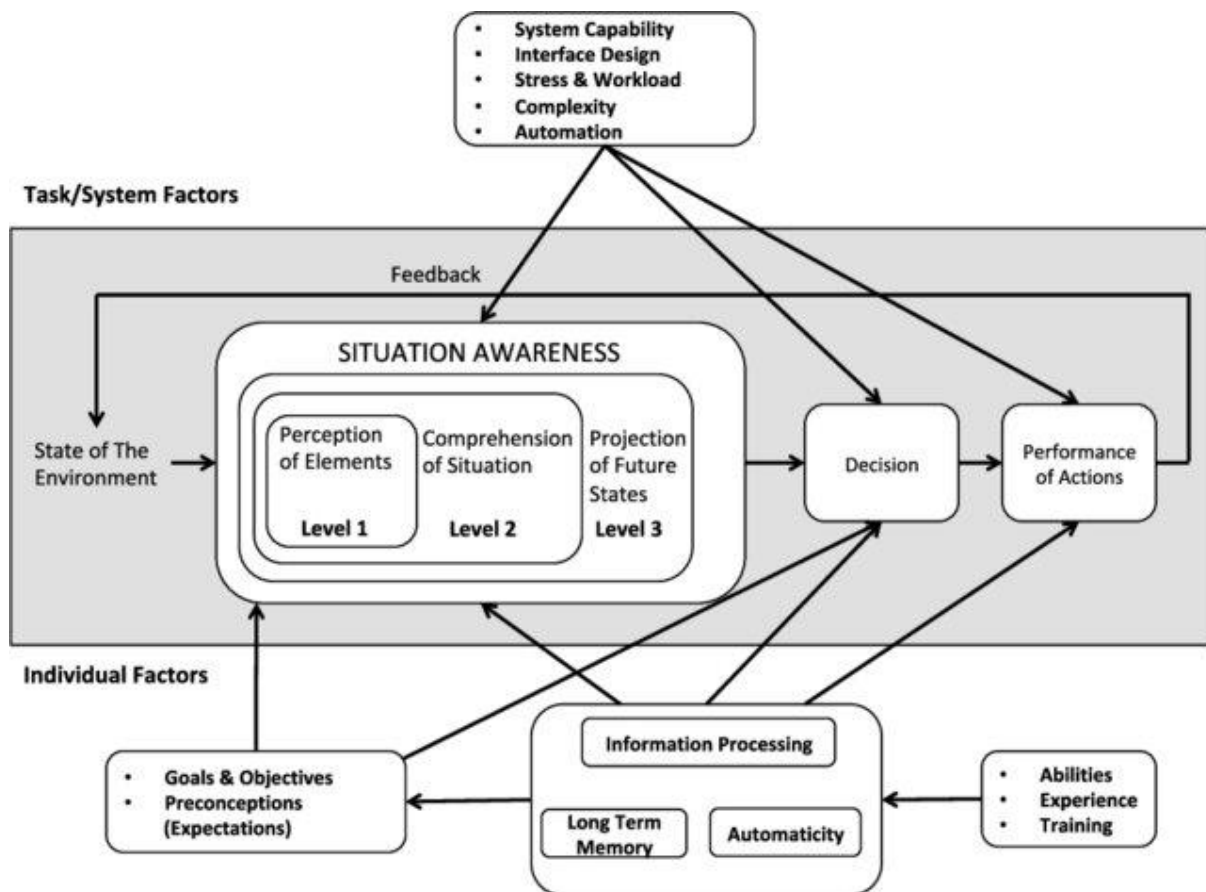 • System Capability
• Interface Design
• Stress & Workload
• Complexity
• Automation
Task/System Factors
Feedback
SITUATION AWARENESS
State of The
Environment
Perception
of Elements
Level 1
Comprehension
of Situation
Level 2
Projection
of Future
States
Level 3
Decision
Performance
of Actions
Individual Factors
• Goals & Objectives
• Preconceptions
(Expectations)
Information Processing
Long Term
Memory
Automaticity
• Abilities
• Experience
• Training